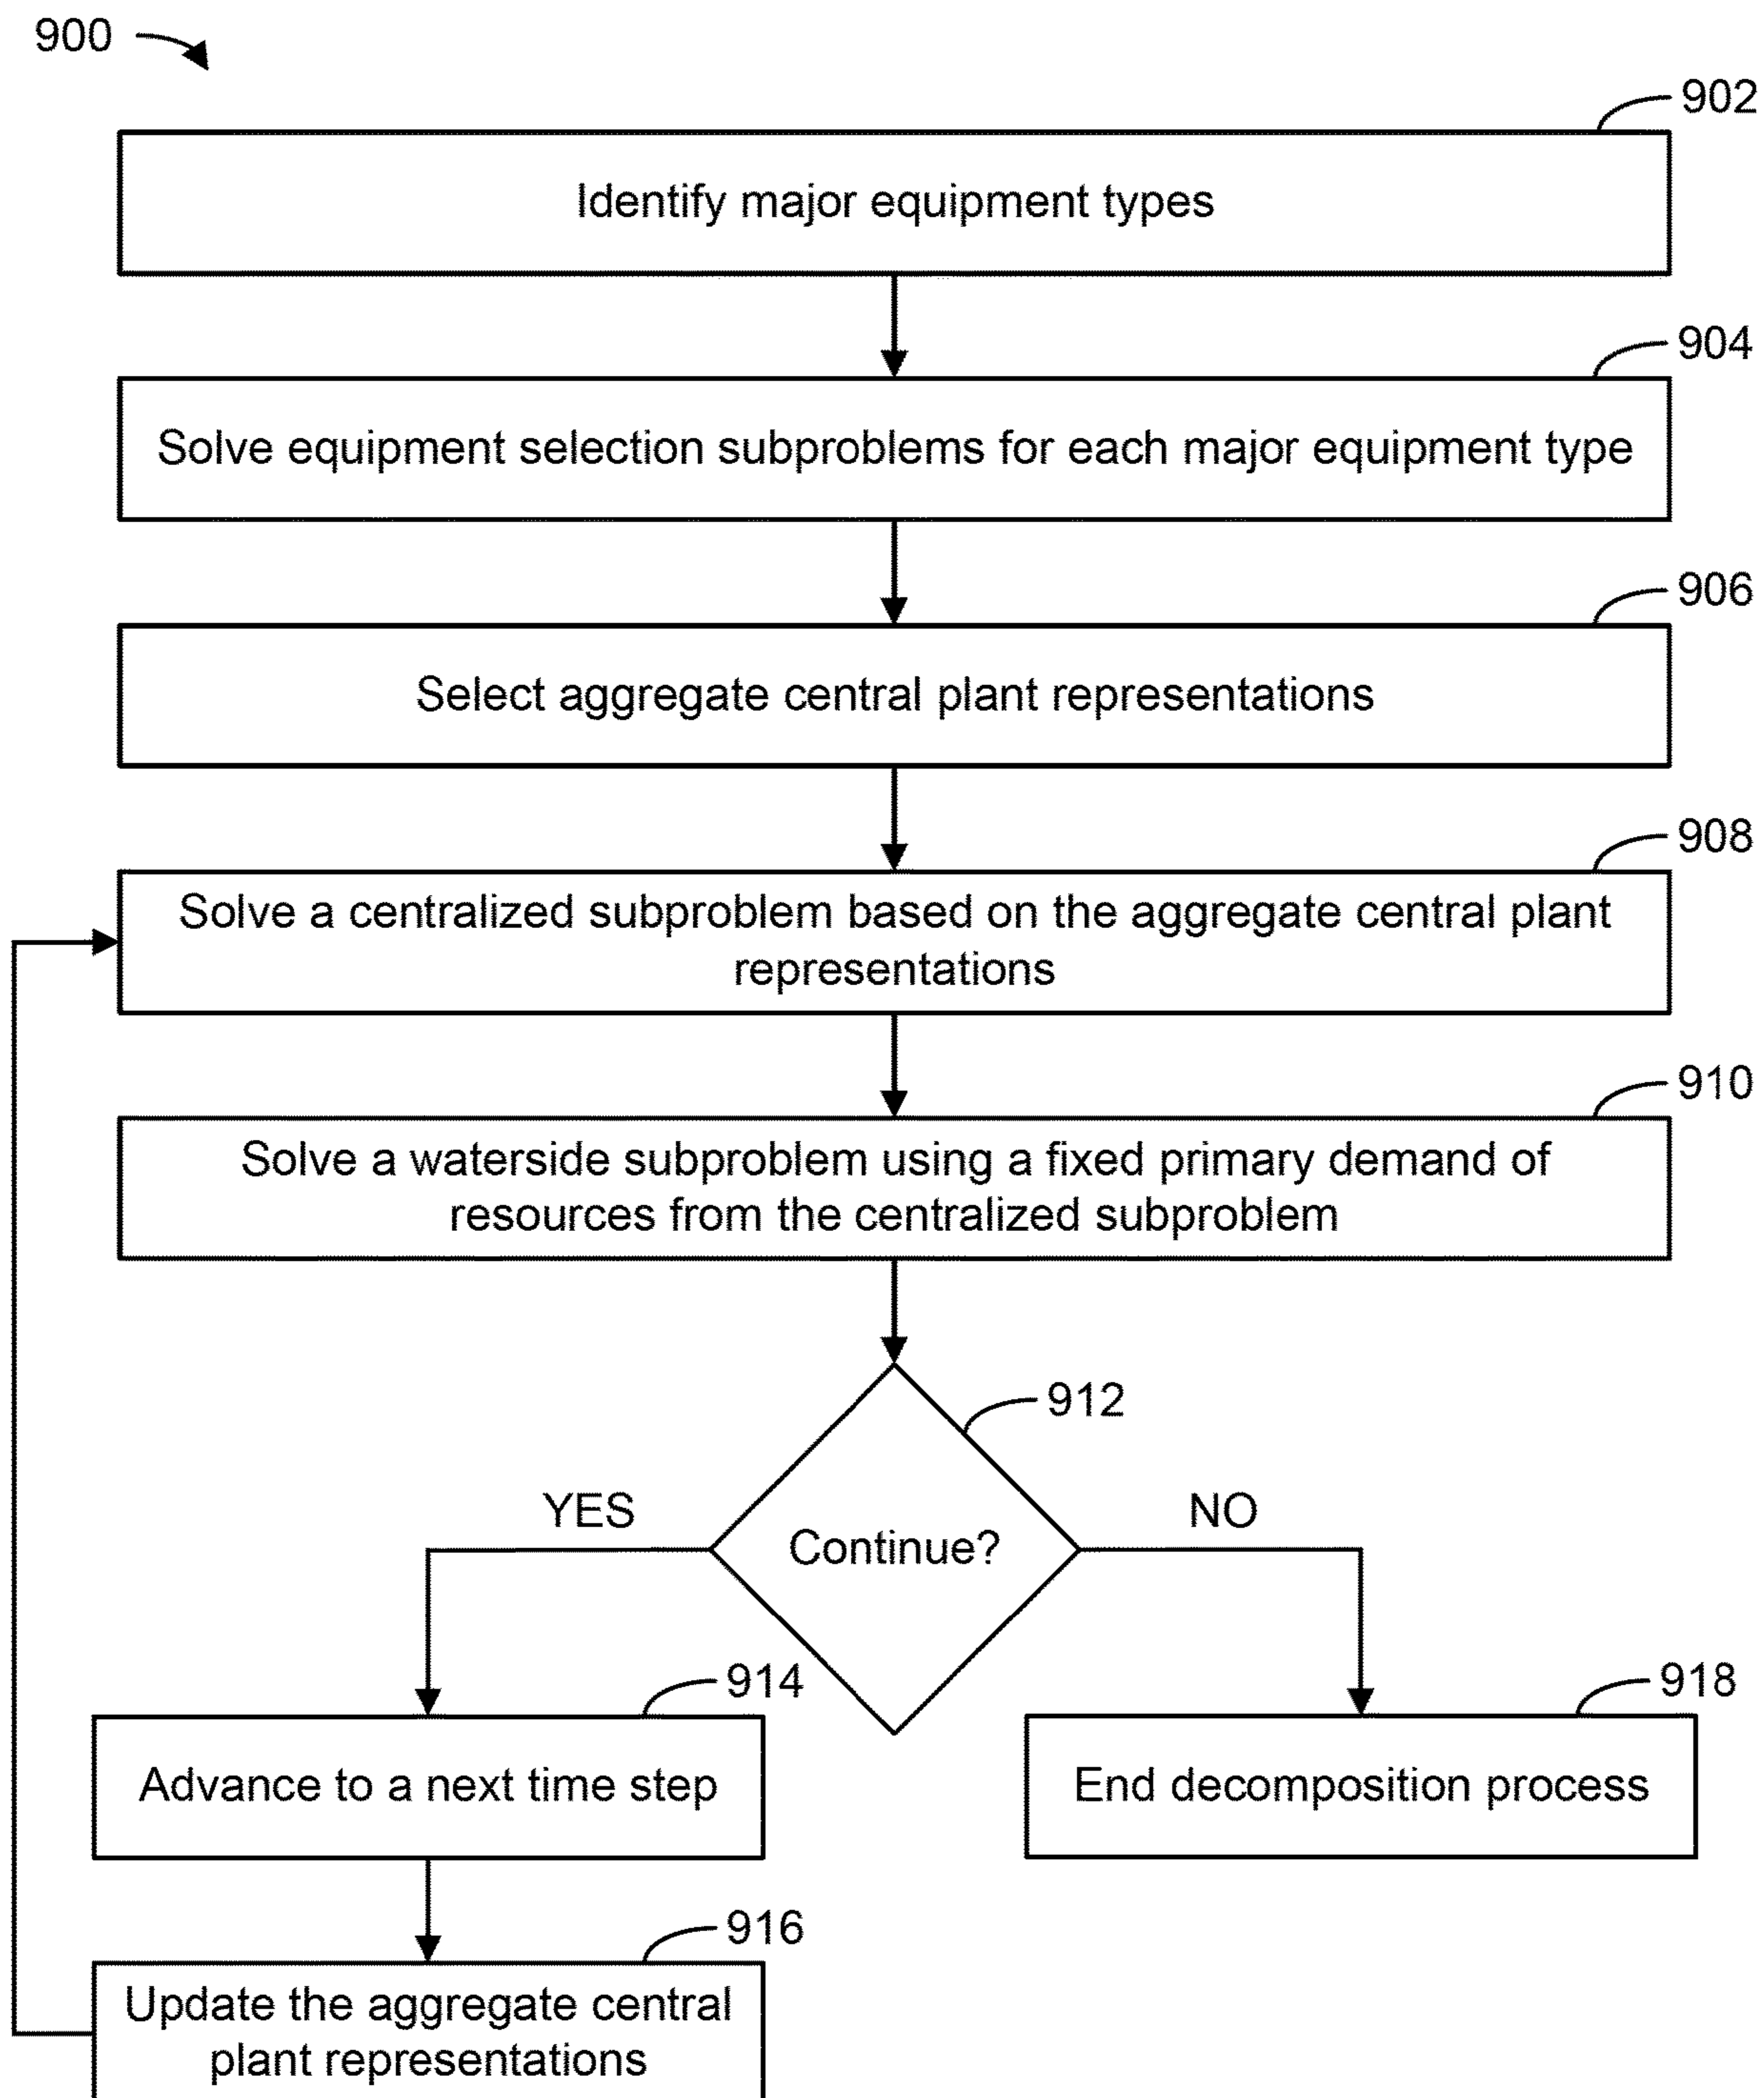 900
902
Identify major equipment types
904
Solve equipment selection subproblems for each major equipment type
906
Select aggregate central plant representations
908
Solve a centralized subproblem based on the aggregate central plant
representations
910
Solve a waterside subproblem using a fixed primary demand of
resources from the centralized subproblem
912
Continue?
YES
NO
914
Advance to a next time step
918
End decomposition process
916
Update the aggregate central
plant representations